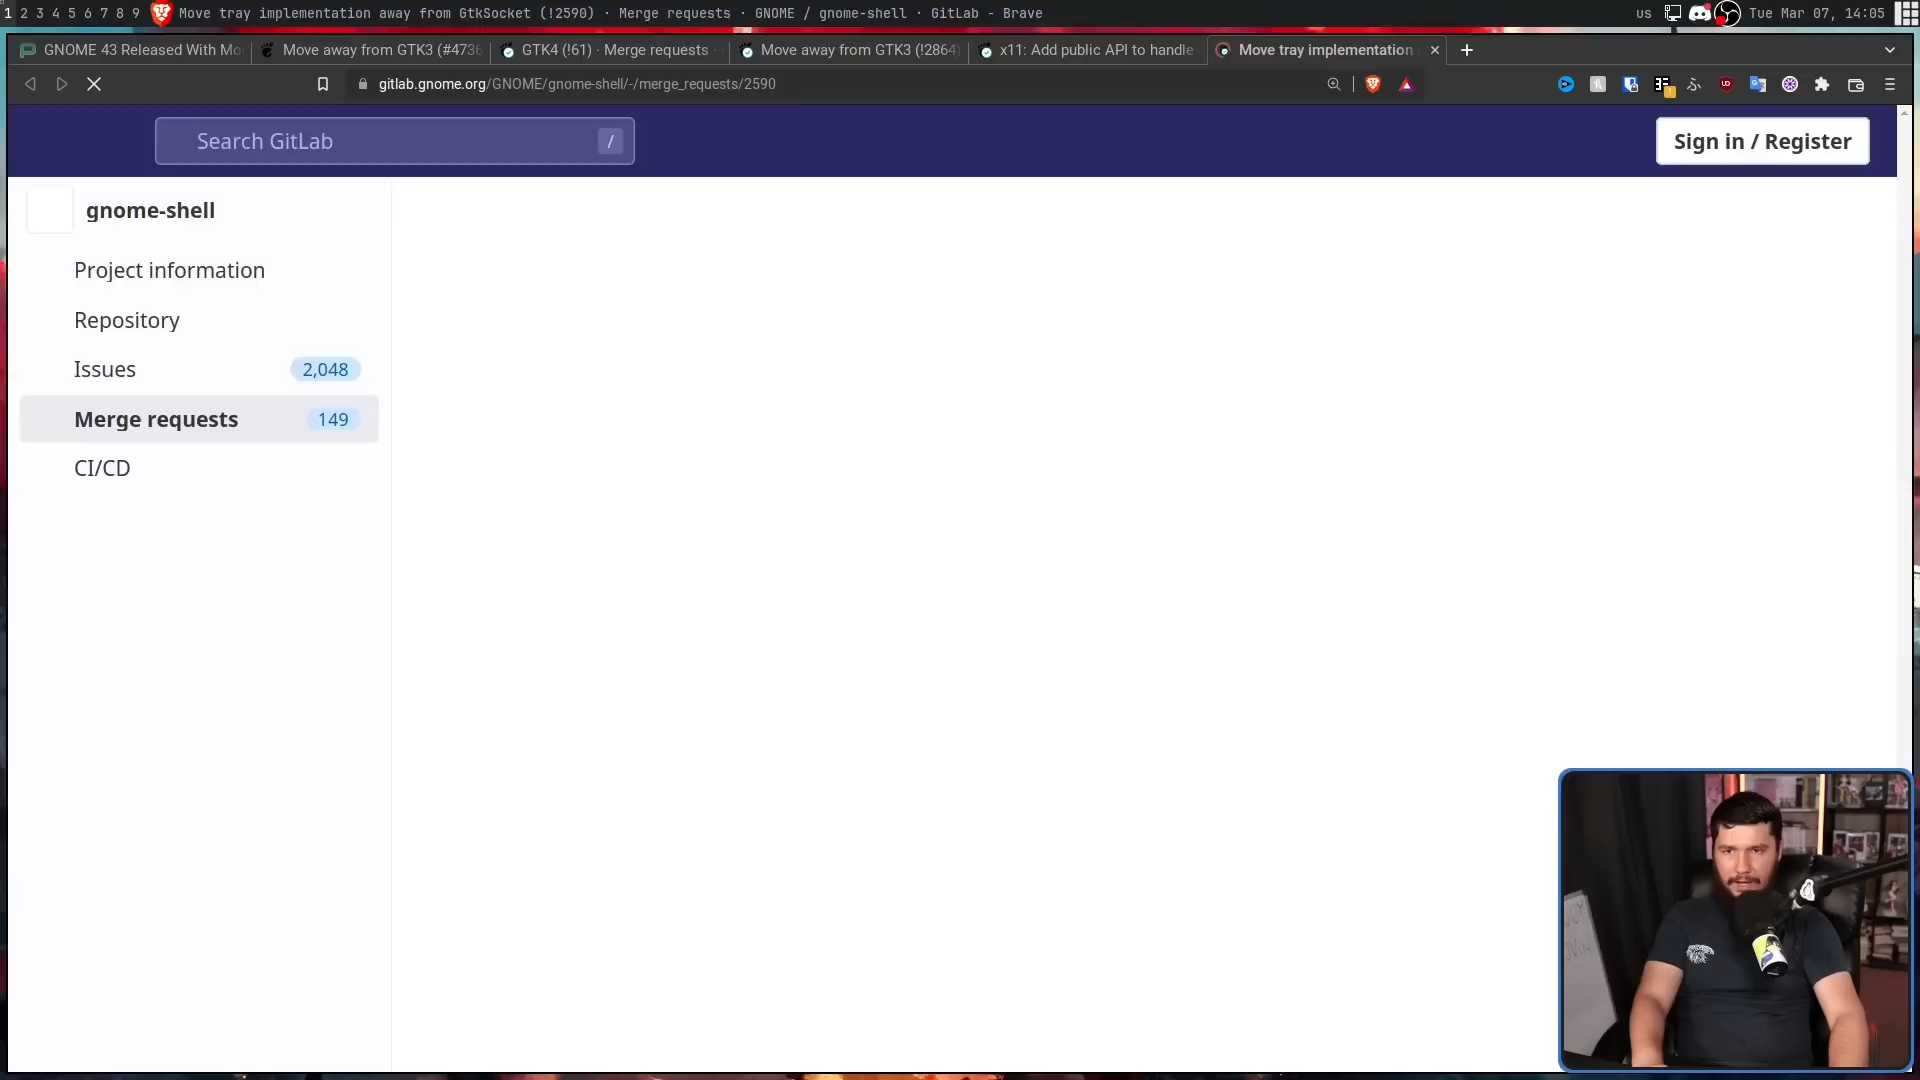 1 2 3 4 5 6 7 8 9 Move tray implementation away from GtkSocket (!2590) · Merge requests · GNOME / gnome-shell · GitLab - Brave us Tue Mar 07, 14:05
GNOME 43 Released With Mo Move away from GTK3 (#4736 GTK4 (!61) · Merge requests · Move away from GTK3 (!2864) x11: Add public API to handle Move tray implementation
gitlab.gnome.org/GNOME/gnome-shell/-/merge_requests/2590
Search GitLab /
Sign in / Register
gnome-shell
Project information
Repository
Issues 2,048
Merge requests 149
CI/CD